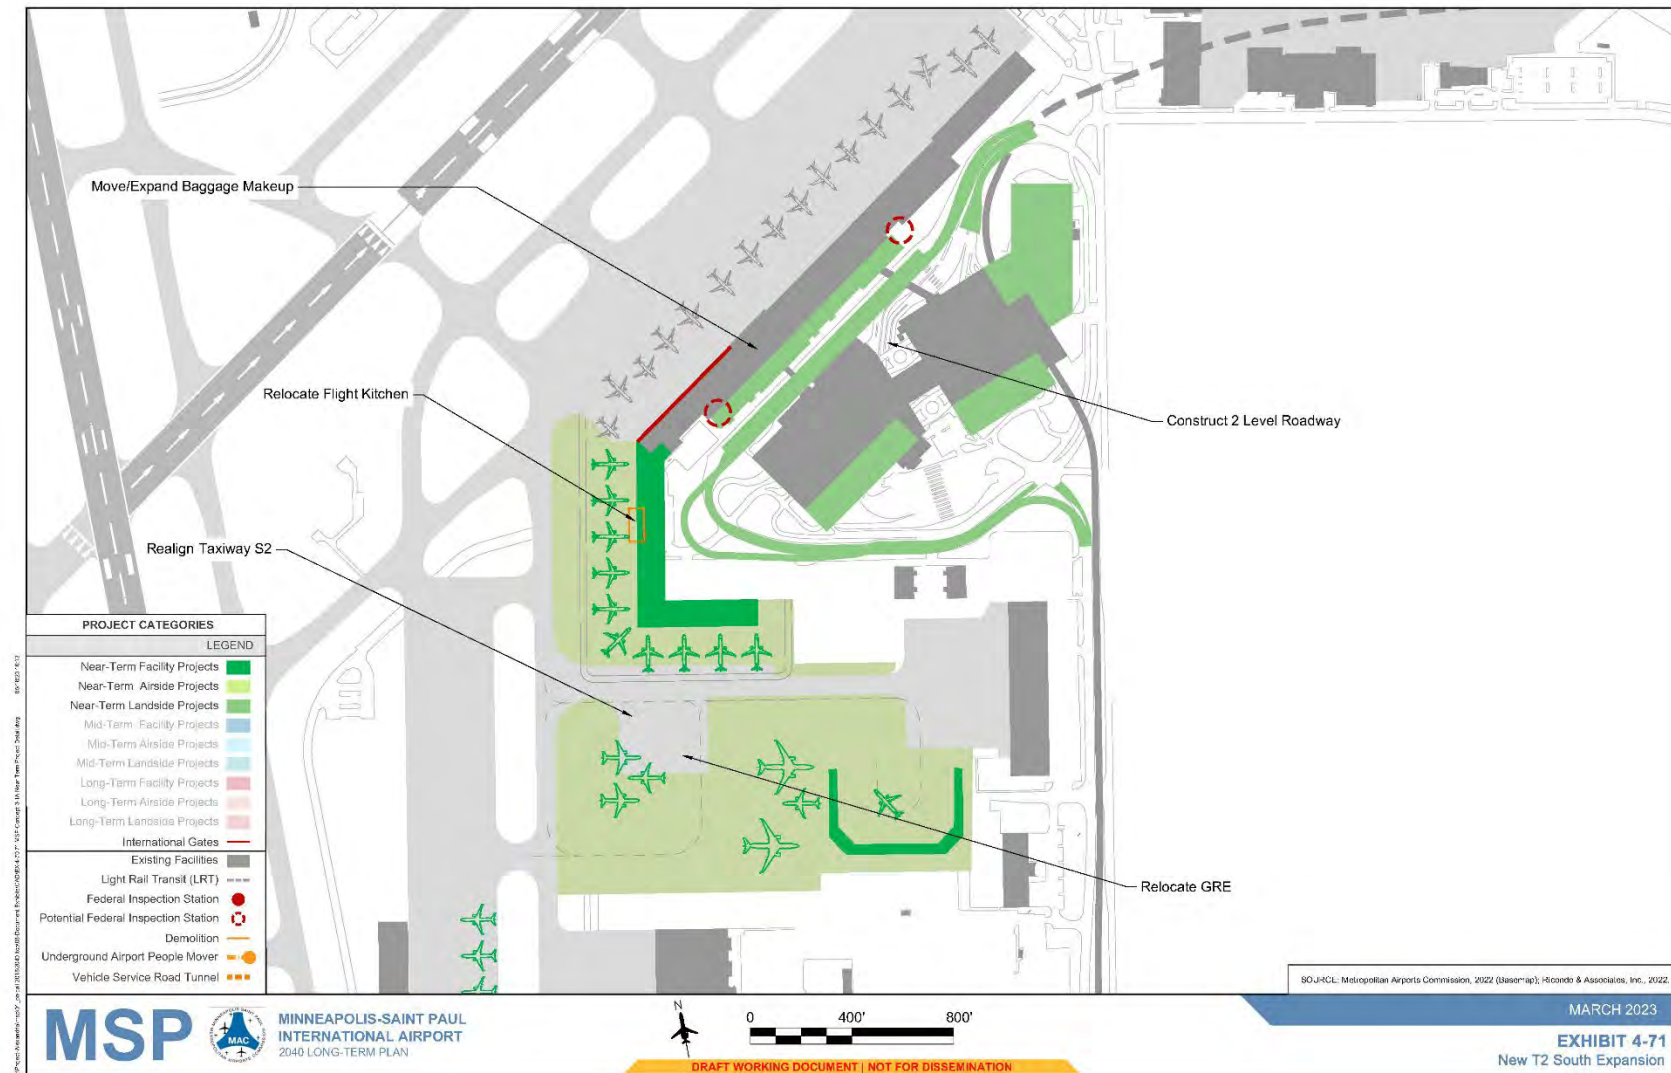 Move/Expand Baggage Makeup
Relocate Flight Kitchen
Construct 2 Level Roadway
Realign Taxiway S2
Relocate GRE
PROJECT CATEGORIES
LEGEND
Near-Term Facility Projects
Near-Term Airside Projects
Near-Term Landside Projects
Mid-Term Facility Projects
Mid-Term Airside Projects
Mid-Term Landside Projects
Long-Term Facility Projects
Long-Term Airside Projects
Long-Term Landside Projects
International Gates
Existing Facilities
Light Rail Transit (LRT)
Federal Inspection Station
Potential Federal Inspection Station
Demolition
Underground Airport People Mover
Vehicle Service Road Tunnel
SOURCE: Metropolitan Airports Commission, 2022 (Basemap); Ricondo & Associates, Inc., 2022.
MSP
MAC
MINNEAPOLIS-SAINT PAUL
INTERNATIONAL AIRPORT
2040 LONG-TERM PLAN
N
0 400' 800'
DRAFT WORKING DOCUMENT | NOT FOR DISSEMINATION
MARCH 2023
EXHIBIT 4-71
New T2 South Expansion